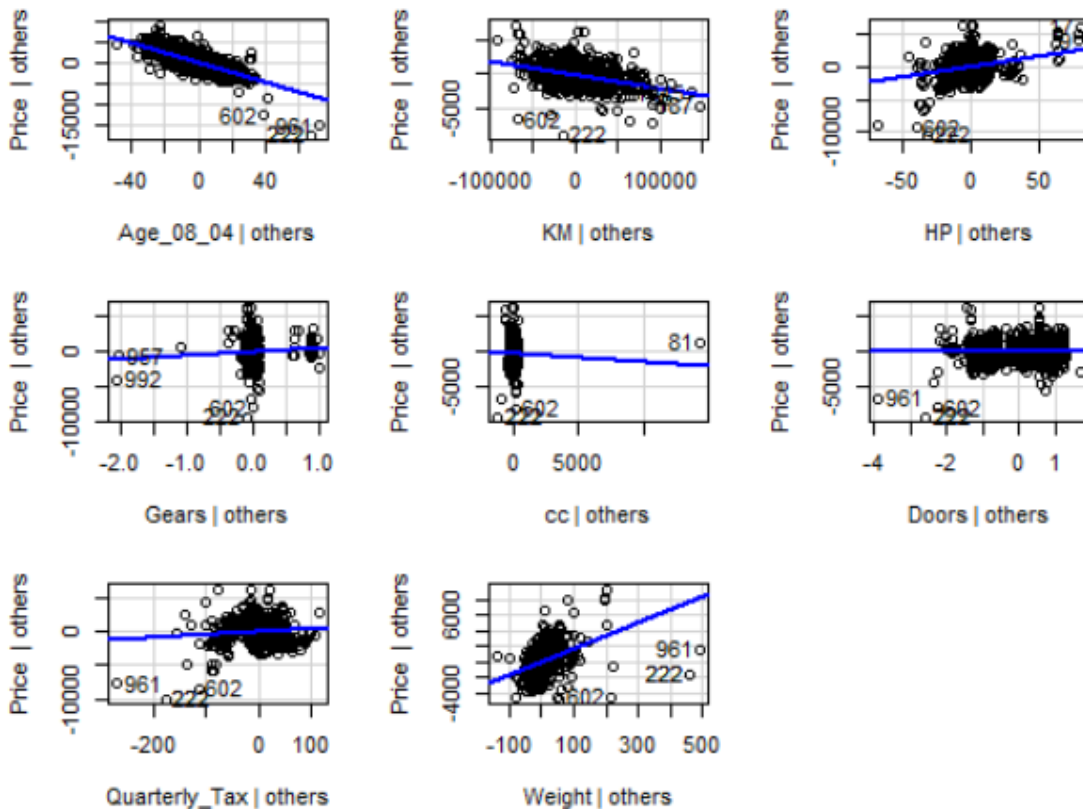 Price | others
0
-5000
-15000
602
961
222
-40 0 40
Age_08_04 | others
Price | others
-5000
602
222
187
-100000 0 100000
KM | others
Price | others
0
-10000
602
222
-50 0 50
HP | others
Price | others
0
-10000
992
602
222
-2.0 -1.0 0.0 1.0
Gears | others
Price | others
-5000
81
602
222
0 5000
cc | others
Price | others
-5000
961
602
222
-4 -2 0 1
Doors | others
Price | others
0
-10000
961
222
602
-200 0 100
Quarterly_Tax | others
Price | others
6000
-4000
961
222
602
-100 100 300 500
Weight | others